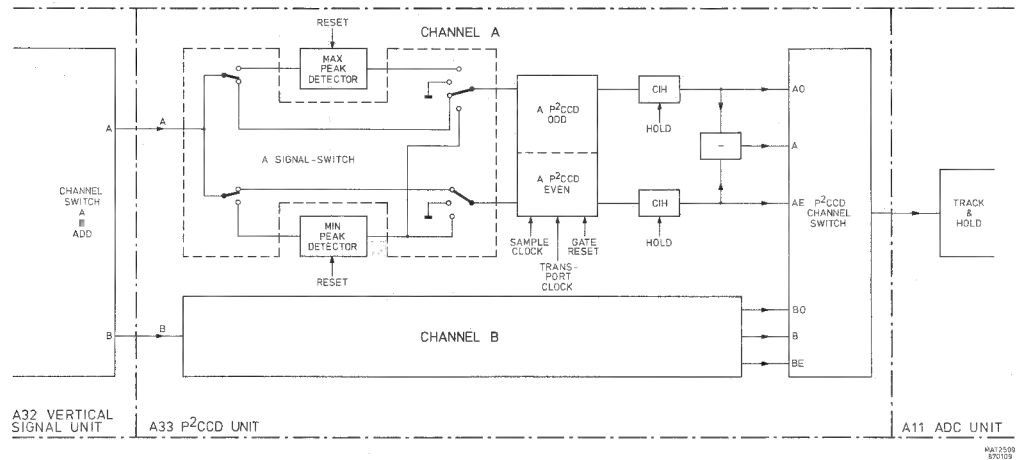 RESET
CHANNEL A
MAX
PEAK
DETECTOR
A P²CCD
ODD
CIH
AO
HOLD
A
A
A SIGNAL-SWITCH
–
A
A P²CCD
EVEN
CHANNEL
SWITCH
A
ADD
CIH
AE P²CCD
CHANNEL
SWITCH
TRACK
&
HOLD
MIN
PEAK
DETECTOR
SAMPLE
CLOCK
GATE
RESET
HOLD
TRANS-
PORT
CLOCK
RESET
BO
B
B
CHANNEL B
B
BE
A32 VERTICAL
SIGNAL UNIT
A33 P²CCD UNIT
A11 ADC UNIT
MAT2599
870109